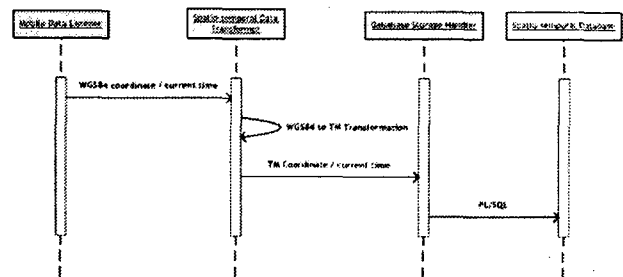 Mobile Data Listener
Spatio-temporal Data
Transformer
Database Storage Handler
Spatio-temporal Database
WGS84 coordinate / current time
WGS84 to TM Transformation
TM Coordinate / current time
PL/SQL